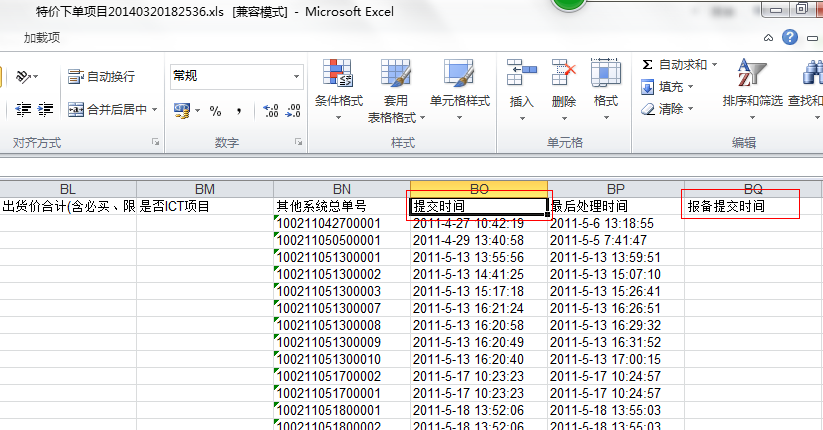 特价下单项目20140320182536.xls [兼容模式] - Microsoft Excel
加载项
自动换行 常规 Σ 自动求和
合并后居中 % , 条件格式 套用 表格格式 单元格样式 插入 删除 格式 填充 清除 排序和筛选 查找和
对齐方式 数字 样式 单元格 编辑
BL BM BN BO BP BQ
出货价合计(含必买、限 是否ICT项目 其他系统总单号 提交时间 最后处理时间 报备提交时间
100211042700001 2011-4-27 10:42:19 2011-5-6 13:18:55
100211050500001 2011-4-29 13:40:58 2011-5-5 7:41:47
100211051300001 2011-5-13 13:55:56 2011-5-13 13:59:51
100211051300002 2011-5-13 14:41:25 2011-5-13 15:07:10
100211051300003 2011-5-13 15:17:18 2011-5-13 15:26:41
100211051300007 2011-5-13 16:21:24 2011-5-13 16:26:51
100211051300008 2011-5-13 16:20:58 2011-5-13 16:29:32
100211051300009 2011-5-13 16:20:49 2011-5-13 16:31:52
100211051300010 2011-5-13 16:20:40 2011-5-13 17:00:15
100211051700002 2011-5-17 10:23:23 2011-5-17 10:24:57
100211051700001 2011-5-17 10:23:23 2011-5-17 10:24:57
100211051800001 2011-5-18 13:52:06 2011-5-18 13:55:03
100211051800002 2011-5-18 13:52:06 2011-5-18 13:55:03